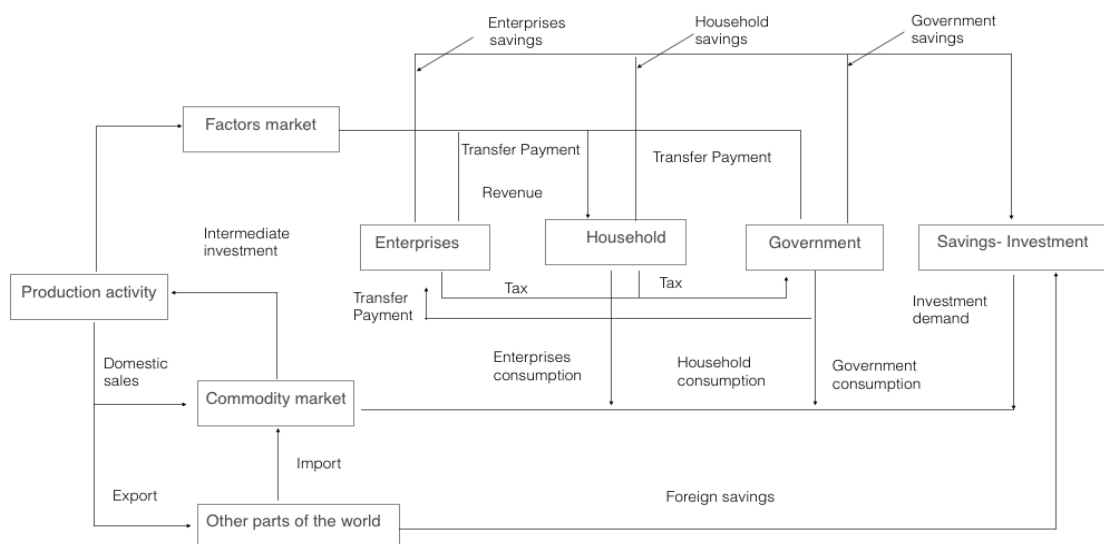 Enterprises
savings
Household
savings
Government
savings
Factors market
Transfer Payment
Transfer Payment
Revenue
Intermediate
investment
Enterprises
Household
Government
Savings- Investment
Production activity
Tax
Tax
Transfer
Payment
Investment
demand
Domestic
sales
Enterprises
consumption
Household
consumption
Government
consumption
Commodity market
Import
Export
Foreign savings
Other parts of the world